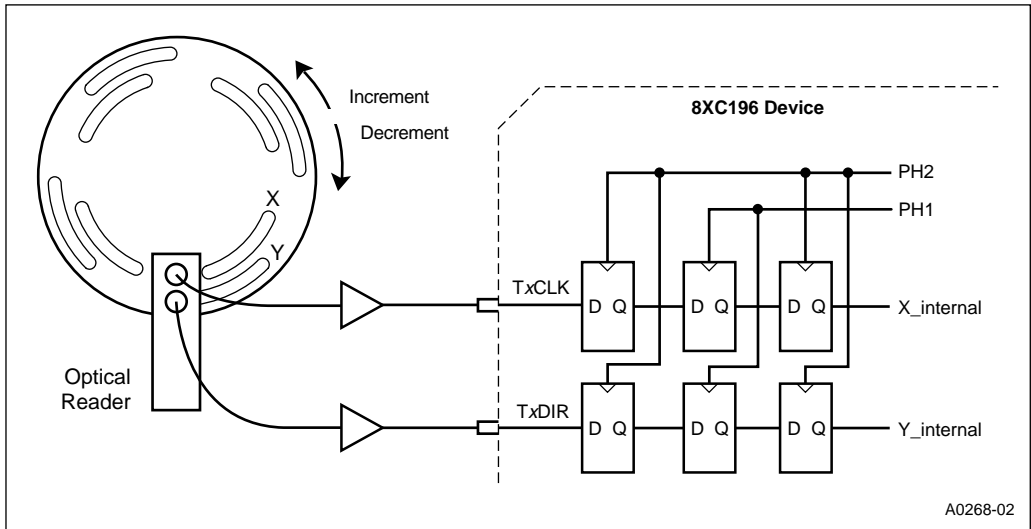 Increment
Decrement
8XC196 Device
X
Y
PH2
PH1
TxCLK
D Q
D Q
D Q
X_internal
Optical
Reader
TxDIR
D Q
D Q
D Q
Y_internal
A0268-02